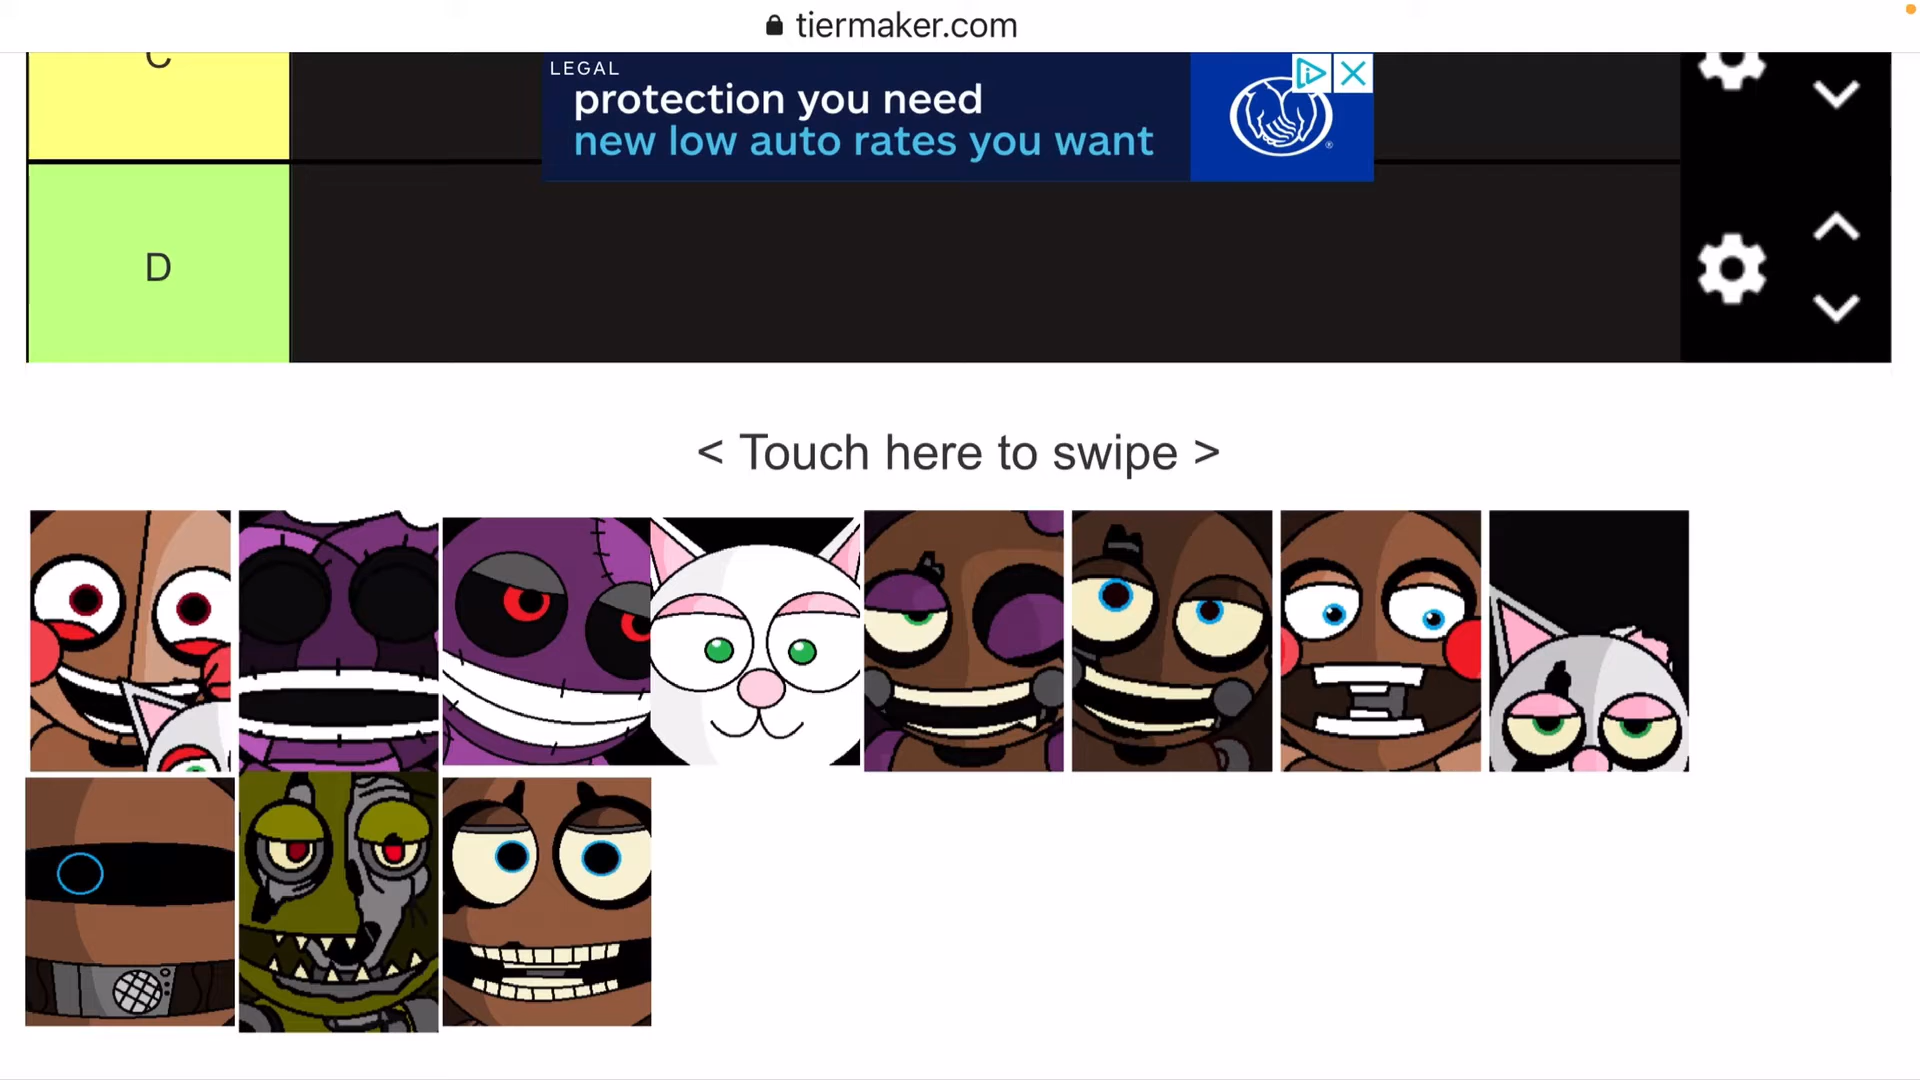 tiermaker.com
C
LEGAL
protection you need
new low auto rates you want
D
< Touch here to swipe >